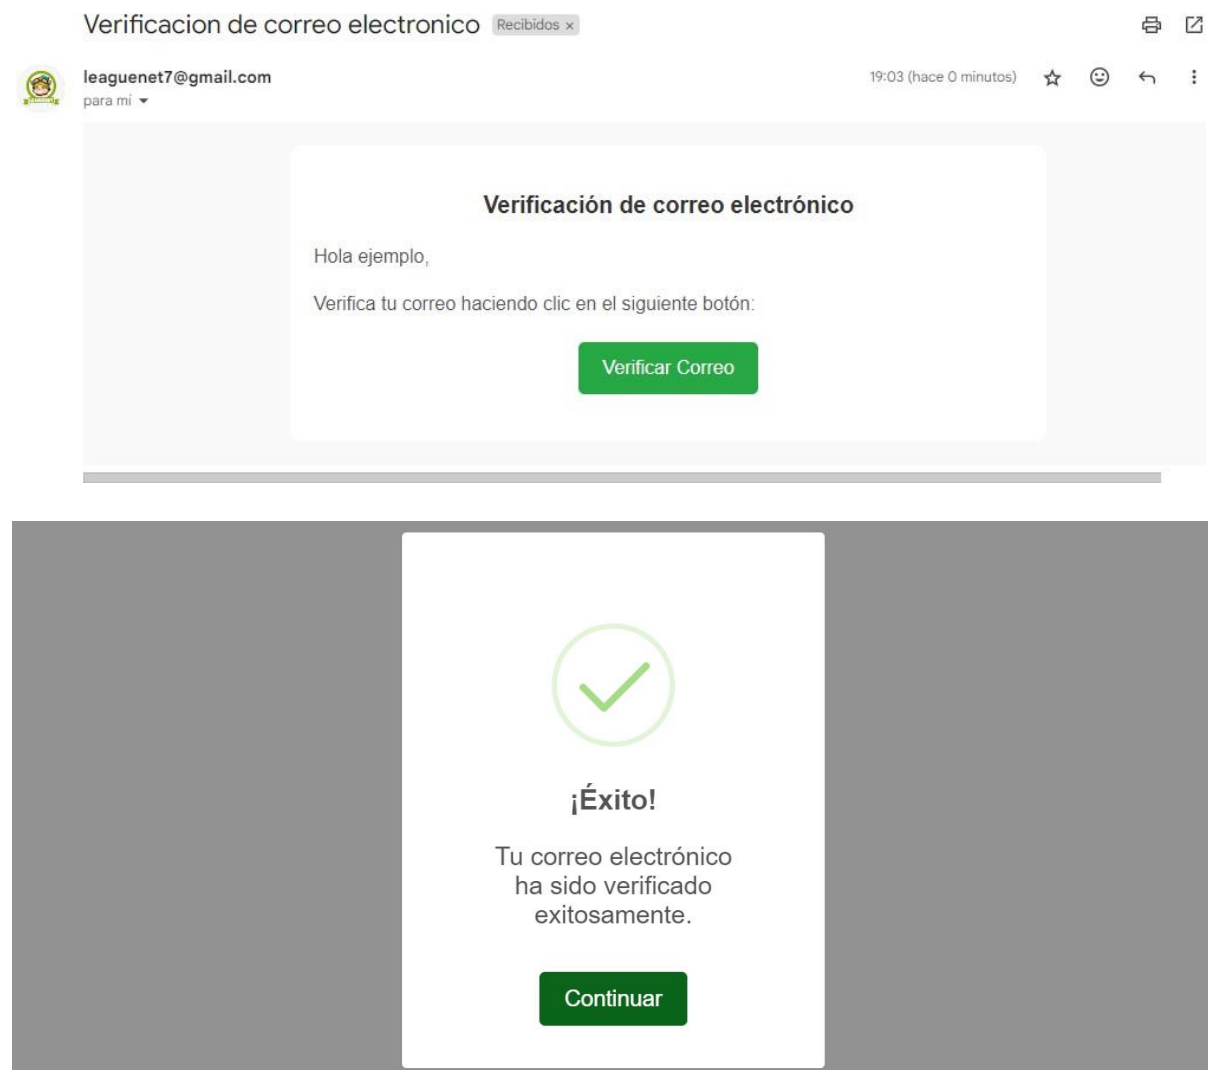 Verificacion de correo electronico Recibidos ×
leaguenet7@gmail.com 19:03 (hace 0 minutos)
para mí
Verificación de correo electrónico
Hola ejemplo,
Verifica tu correo haciendo clic en el siguiente botón:
Verificar Correo
¡Éxito!
Tu correo electrónico
ha sido verificado
exitosamente.
Continuar